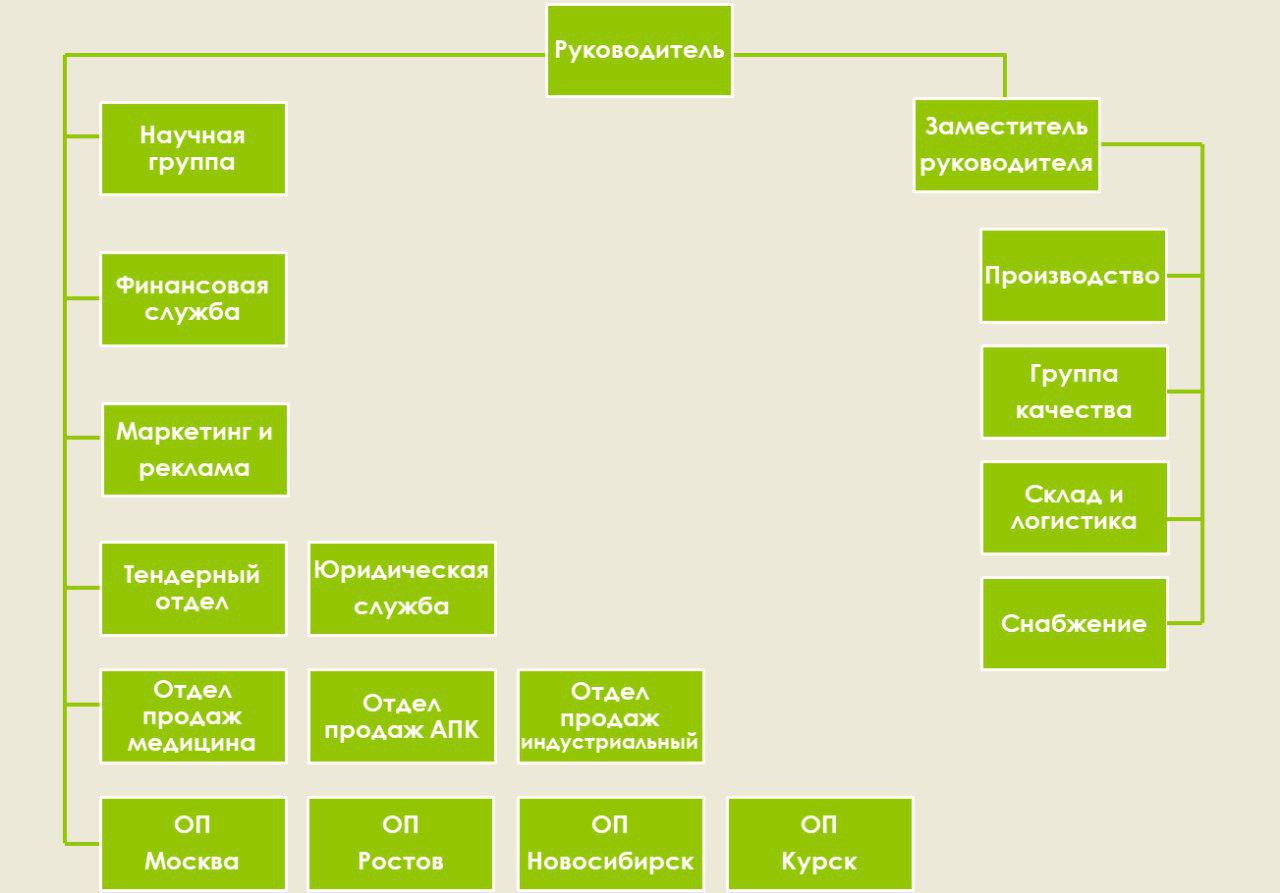 Руководитель
Научная
группа
Заместитель
руководителя
Финансовая
служба
Производство
Маркетинг и
реклама
Группа
качества
Тендерный
отдел
Юридическая
служба
Склад и
логистика
Снабжение
Отдел
продаж
медицина
Отдел
продаж АПК
Отдел
продаж
индустриальный
ОП
Москва
ОП
Ростов
ОП
Новосибирск
ОП
Курск